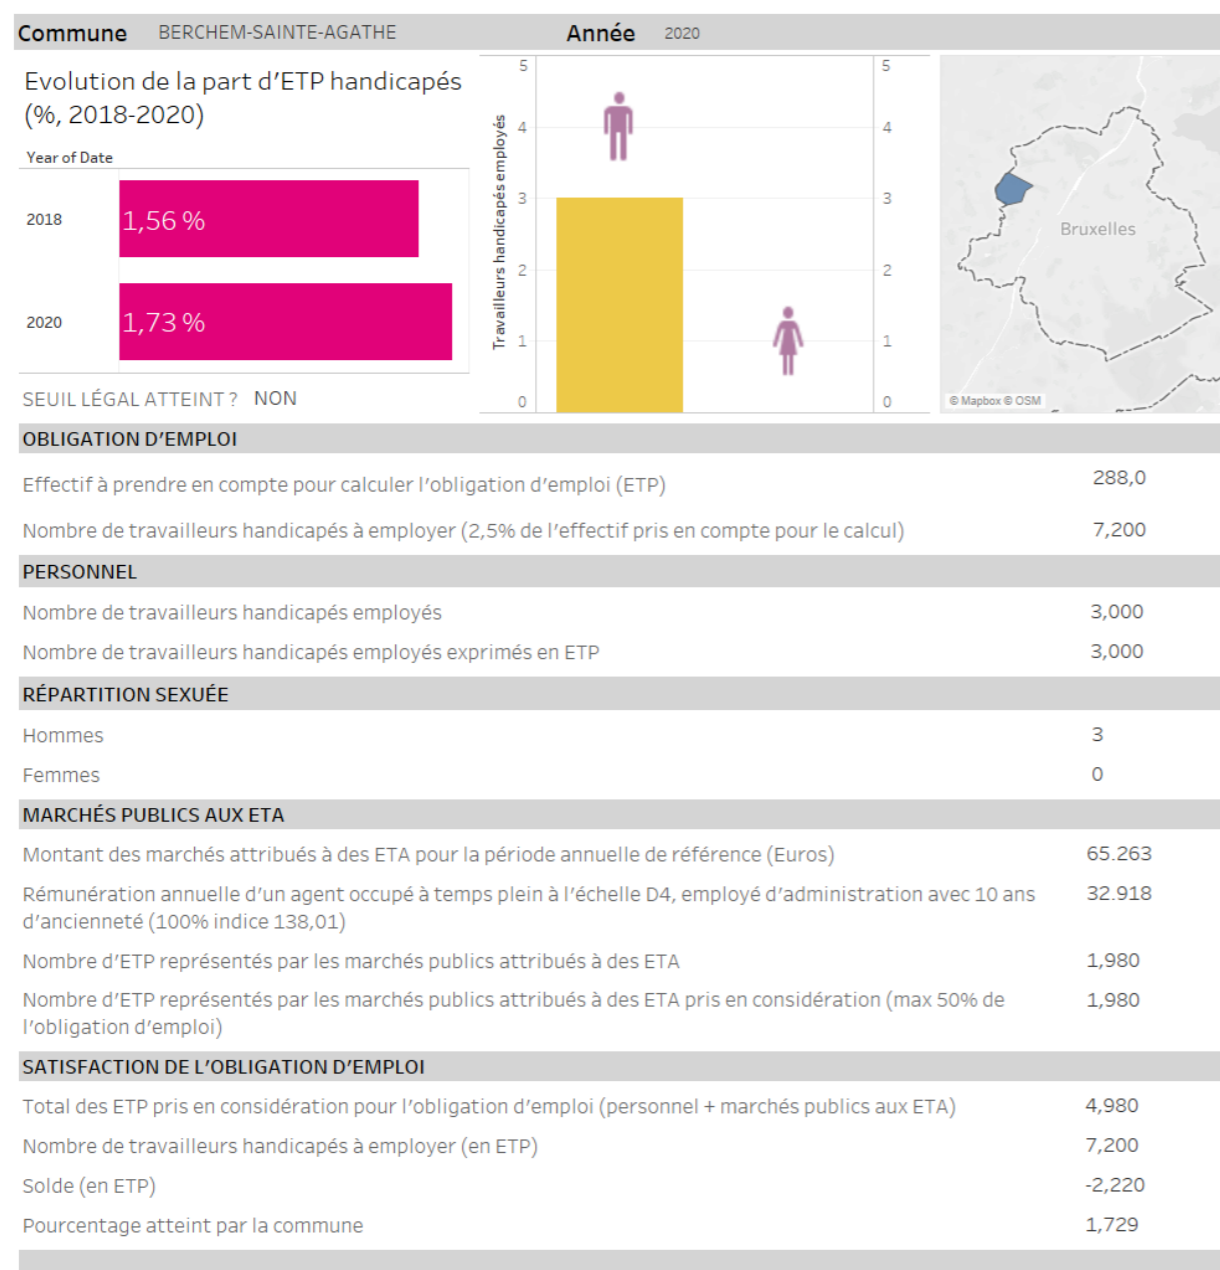 Commune BERCHEM-SAINTE-AGATHE Année 2020
Evolution de la part d'ETP handicapés
(%, 2018-2020)
Year of Date
2018 1,56 %
2020 1,73 %
SEUIL LÉGAL ATTEINT ? NON
Travailleurs handicapés employés
5 5
4 4
3 3
2 2
1 1
0 0
Bruxelles
© Mapbox © OSM
OBLIGATION D'EMPLOI
Effectif à prendre en compte pour calculer l'obligation d'emploi (ETP) 288,0
Nombre de travailleurs handicapés à employer (2,5% de l'effectif pris en compte pour le calcul) 7,200
PERSONNEL
Nombre de travailleurs handicapés employés 3,000
Nombre de travailleurs handicapés employés exprimés en ETP 3,000
RÉPARTITION SEXUÉE
Hommes 3
Femmes 0
MARCHÉS PUBLICS AUX ETA
Montant des marchés attribués à des ETA pour la période annuelle de référence (Euros) 65.263
Rémunération annuelle d'un agent occupé à temps plein à l'échelle D4, employé d'administration avec 10 ans 32.918
d'ancienneté (100% indice 138,01)
Nombre d'ETP représentés par les marchés publics attribués à des ETA 1,980
Nombre d'ETP représentés par les marchés publics attribués à des ETA pris en considération (max 50% de 1,980
l'obligation d'emploi)
SATISFACTION DE L'OBLIGATION D'EMPLOI
Total des ETP pris en considération pour l'obligation d'emploi (personnel + marchés publics aux ETA) 4,980
Nombre de travailleurs handicapés à employer (en ETP) 7,200
Solde (en ETP) -2,220
Pourcentage atteint par la commune 1,729